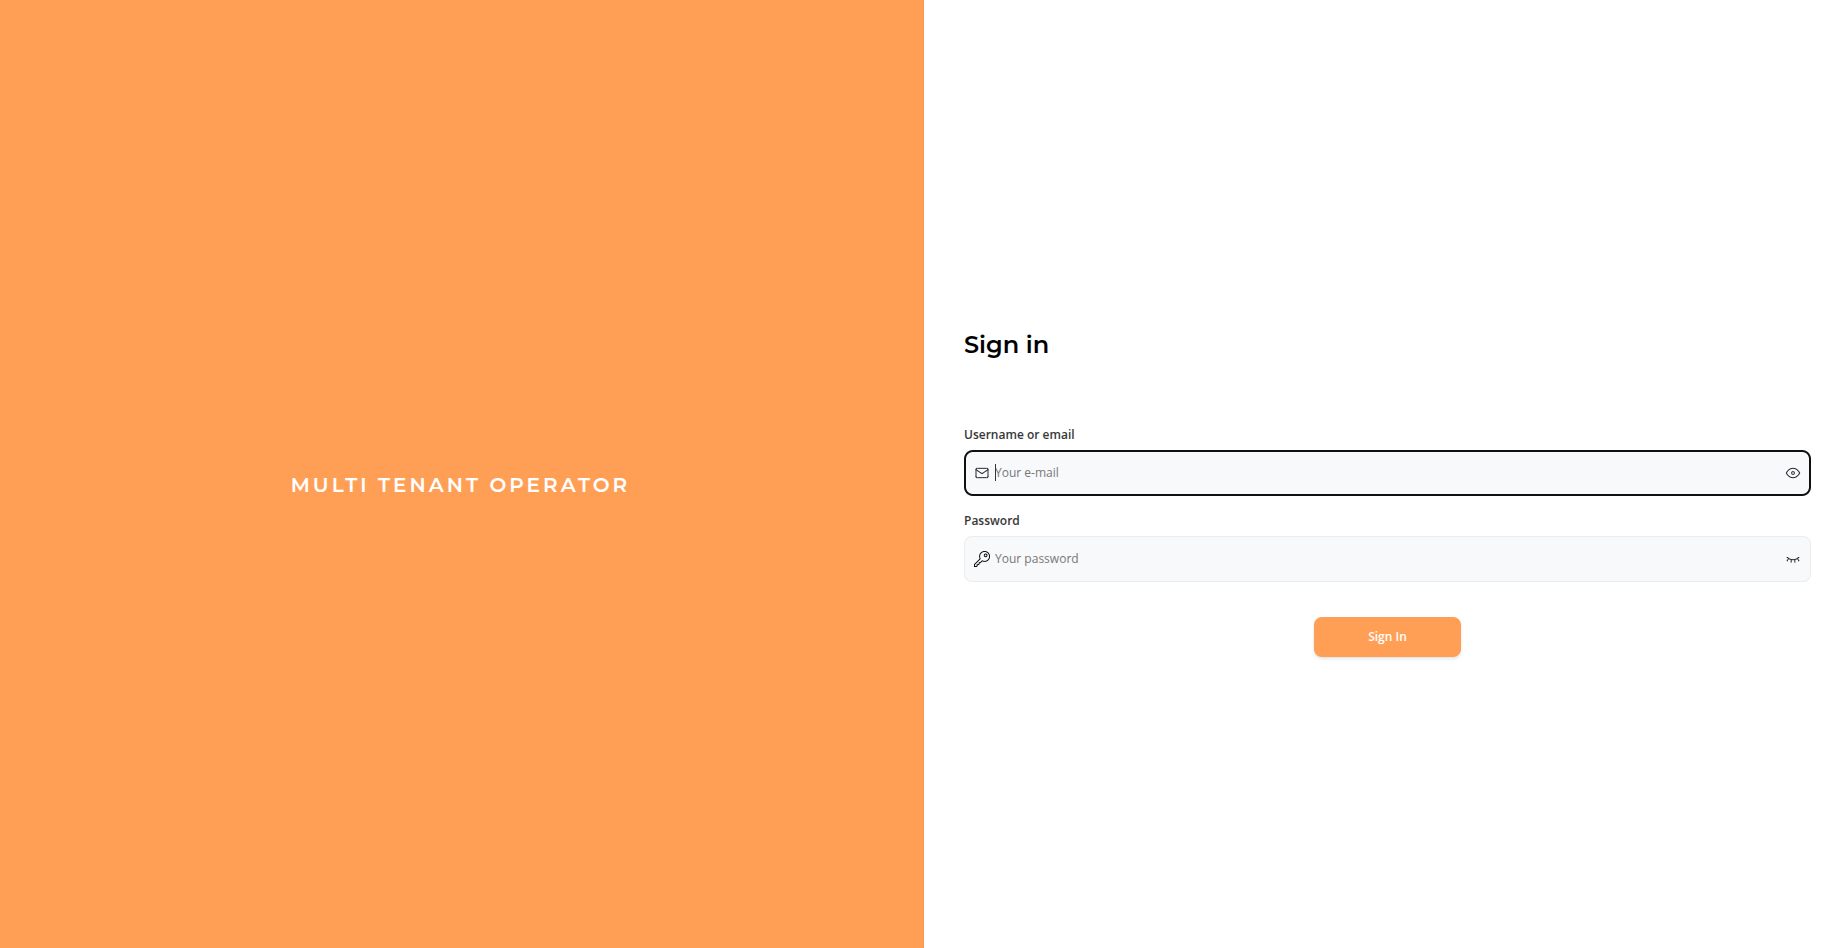 MULTI TENANT OPERATOR
Sign in
Username or email
Your e-mail
Password
Your password
Sign In